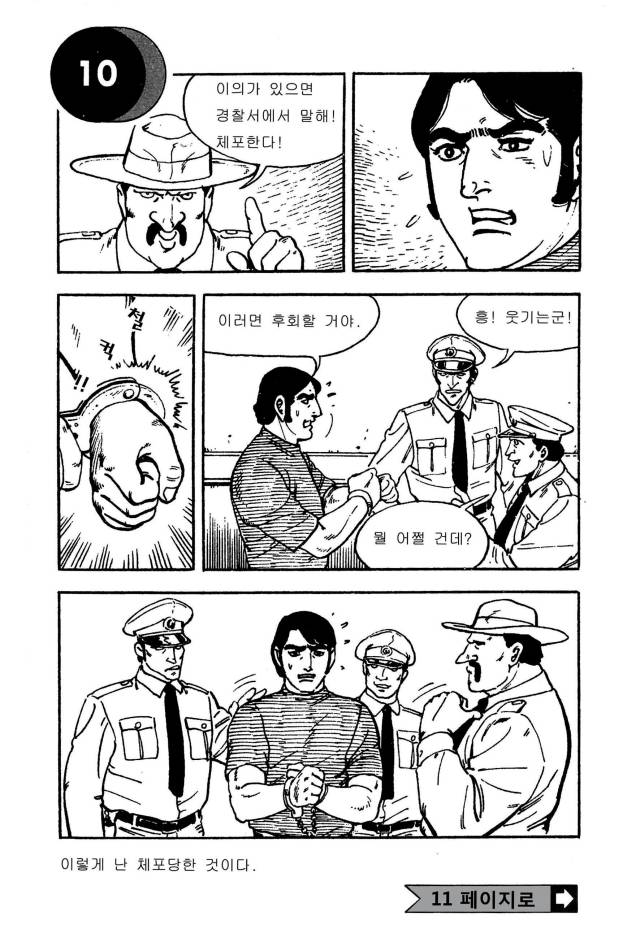 10
이의가 있으면
경찰서에서 말해!
체포한다!
철
컥
!!
이러면 후회할 거야.
흥! 웃기는군!
뭘 어쩔 건데?
이렇게 난 체포당한 것이다.
11 페이지로